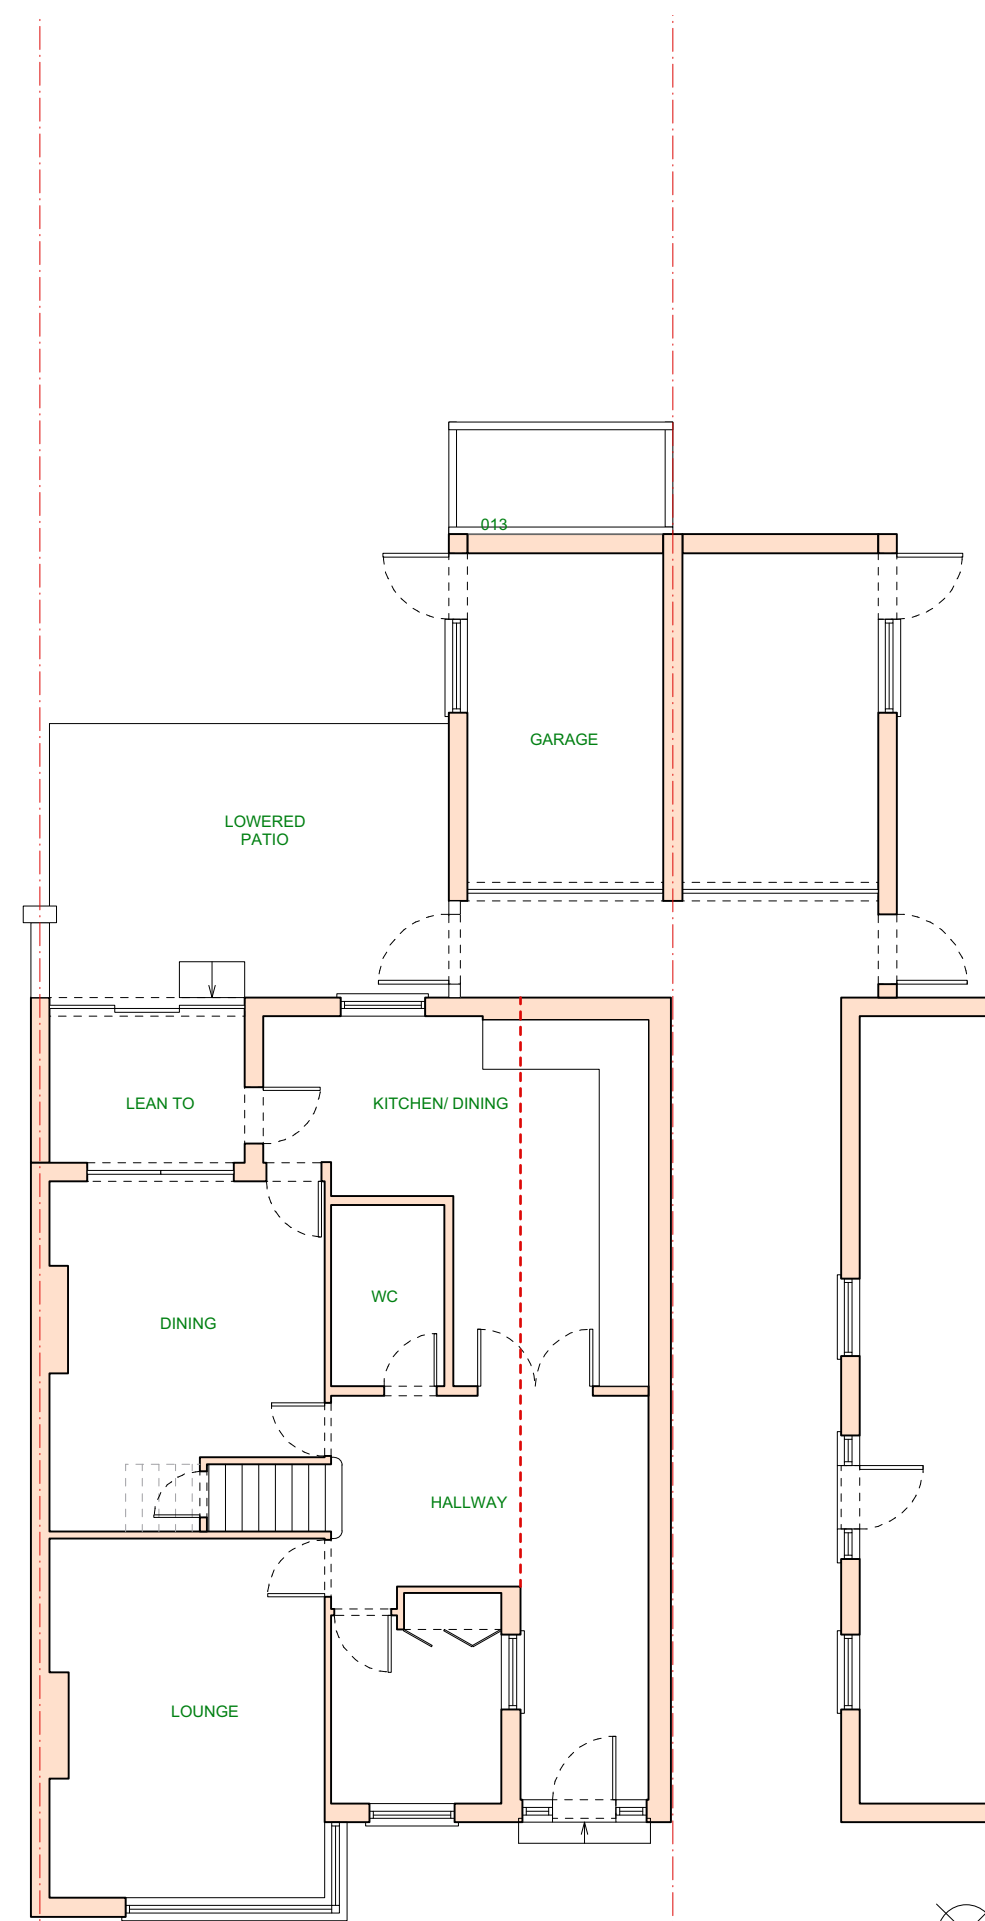 013
GARAGE
LOWERED
PATIO
LEAN TO
KITCHEN/ DINING
WC
DINING
HALLWAY
LOUNGE